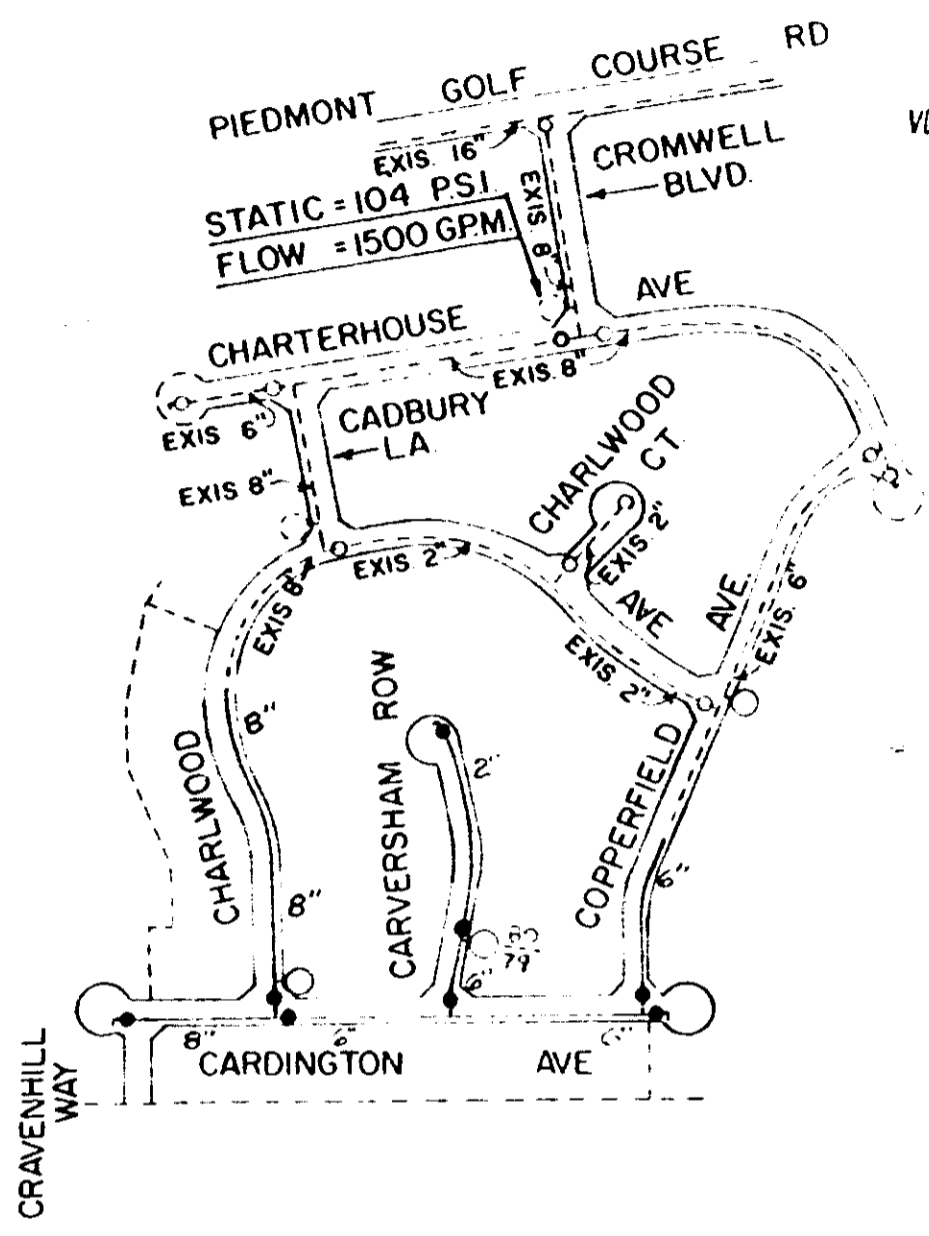 PIEDMONT GOLF COURSE RD
EXIS. 16"
CROMWELL
BLVD.
STATIC = 104 P.S.I.
FLOW = 1500 G.P.M.
EXIS 8"
AVE
CHARTERHOUSE
EXIS. 8"
EXIS 6"
CADBURY
LA.
EXIS 8"
CHARLWOOD
CT.
EXIS. 2"
EXIS. 2"
EXIS 8"
AVE
AVE.
EXIS. 6"
EXIS. 2"
8"
CHARLWOOD
CARVERSHAM ROW
2"
COPPERFIELD
6"
8"
79
6"
8"
6"
CARDINGTON AVE
CRAVENHILL
WAY